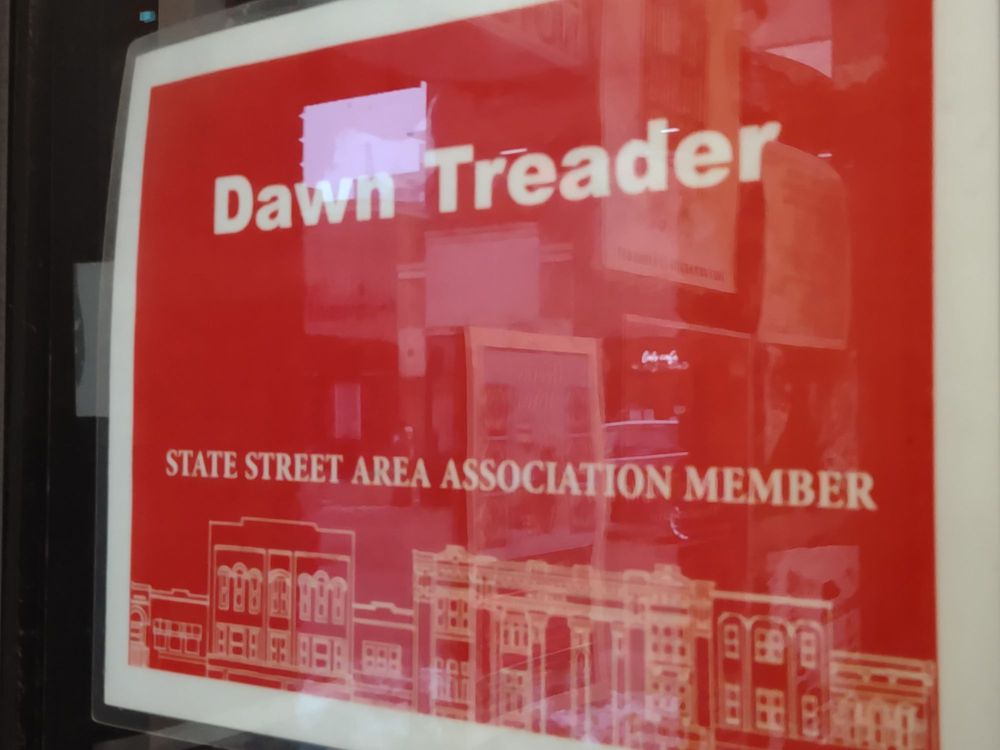 Dawn Treader
STATE STREET AREA ASSOCIATION MEMBER